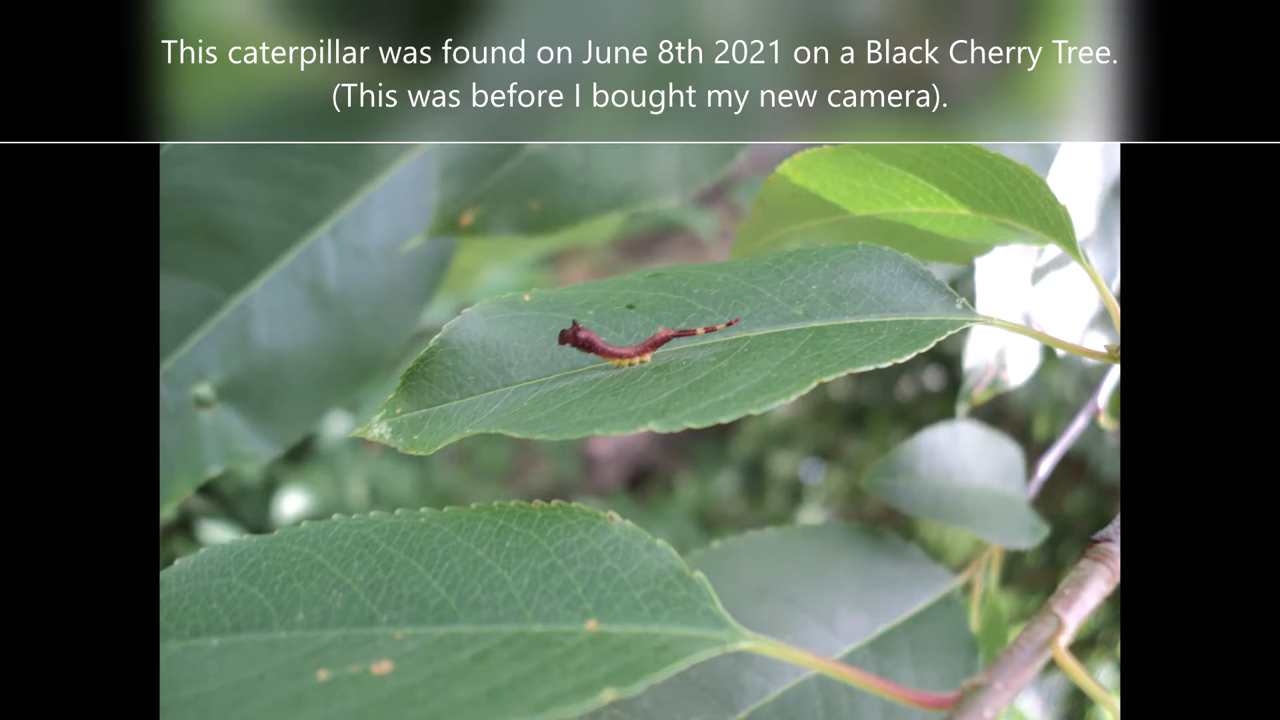 This caterpillar was found on June 8th 2021 on a Black Cherry Tree.
(This was before I bought my new camera).